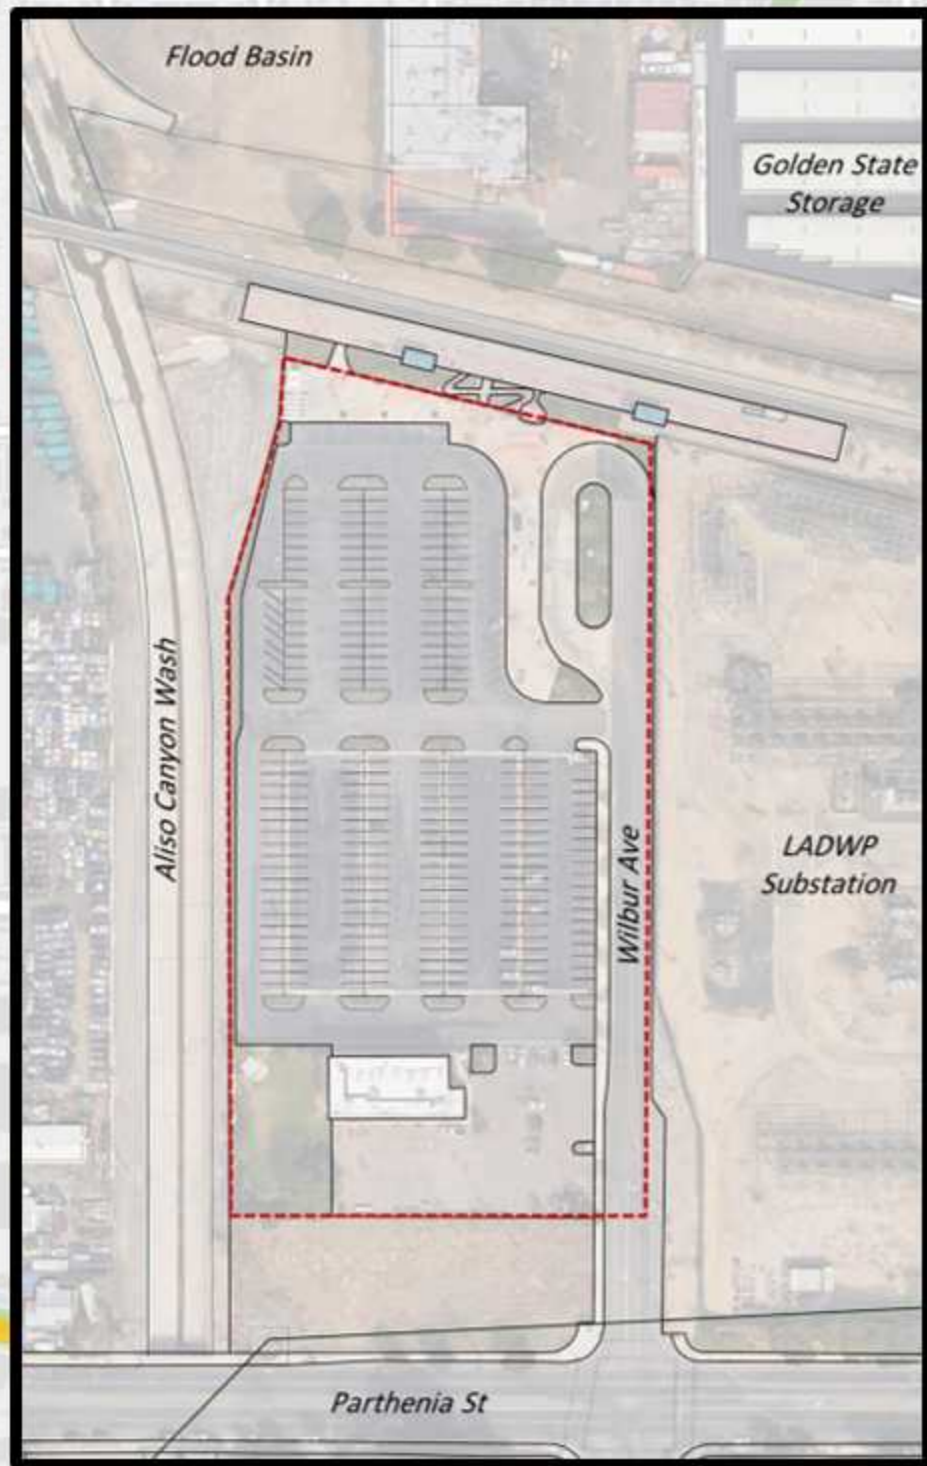 Flood Basin
Golden State
Storage
Aliso Canyon Wash
Wilbur Ave
LADWP
Substation
Parthenia St